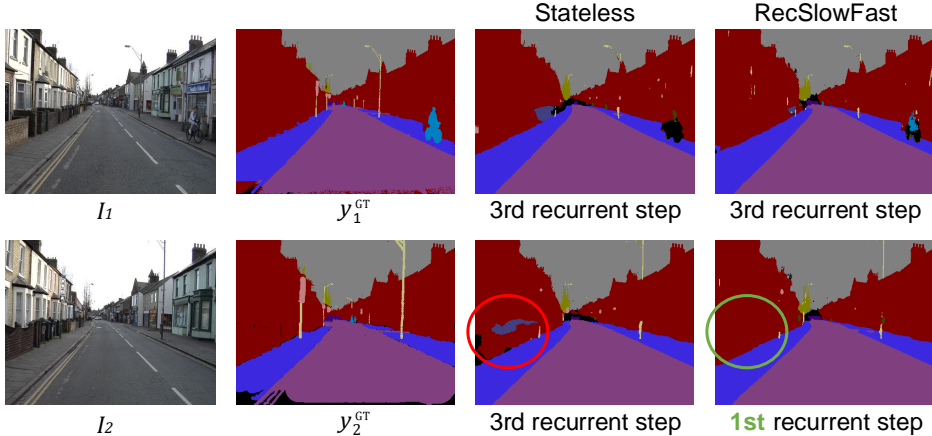 Stateless RecSlowFast
I1 y1GT 3rd recurrent step 3rd recurrent step
I2 y2GT 3rd recurrent step 1st recurrent step